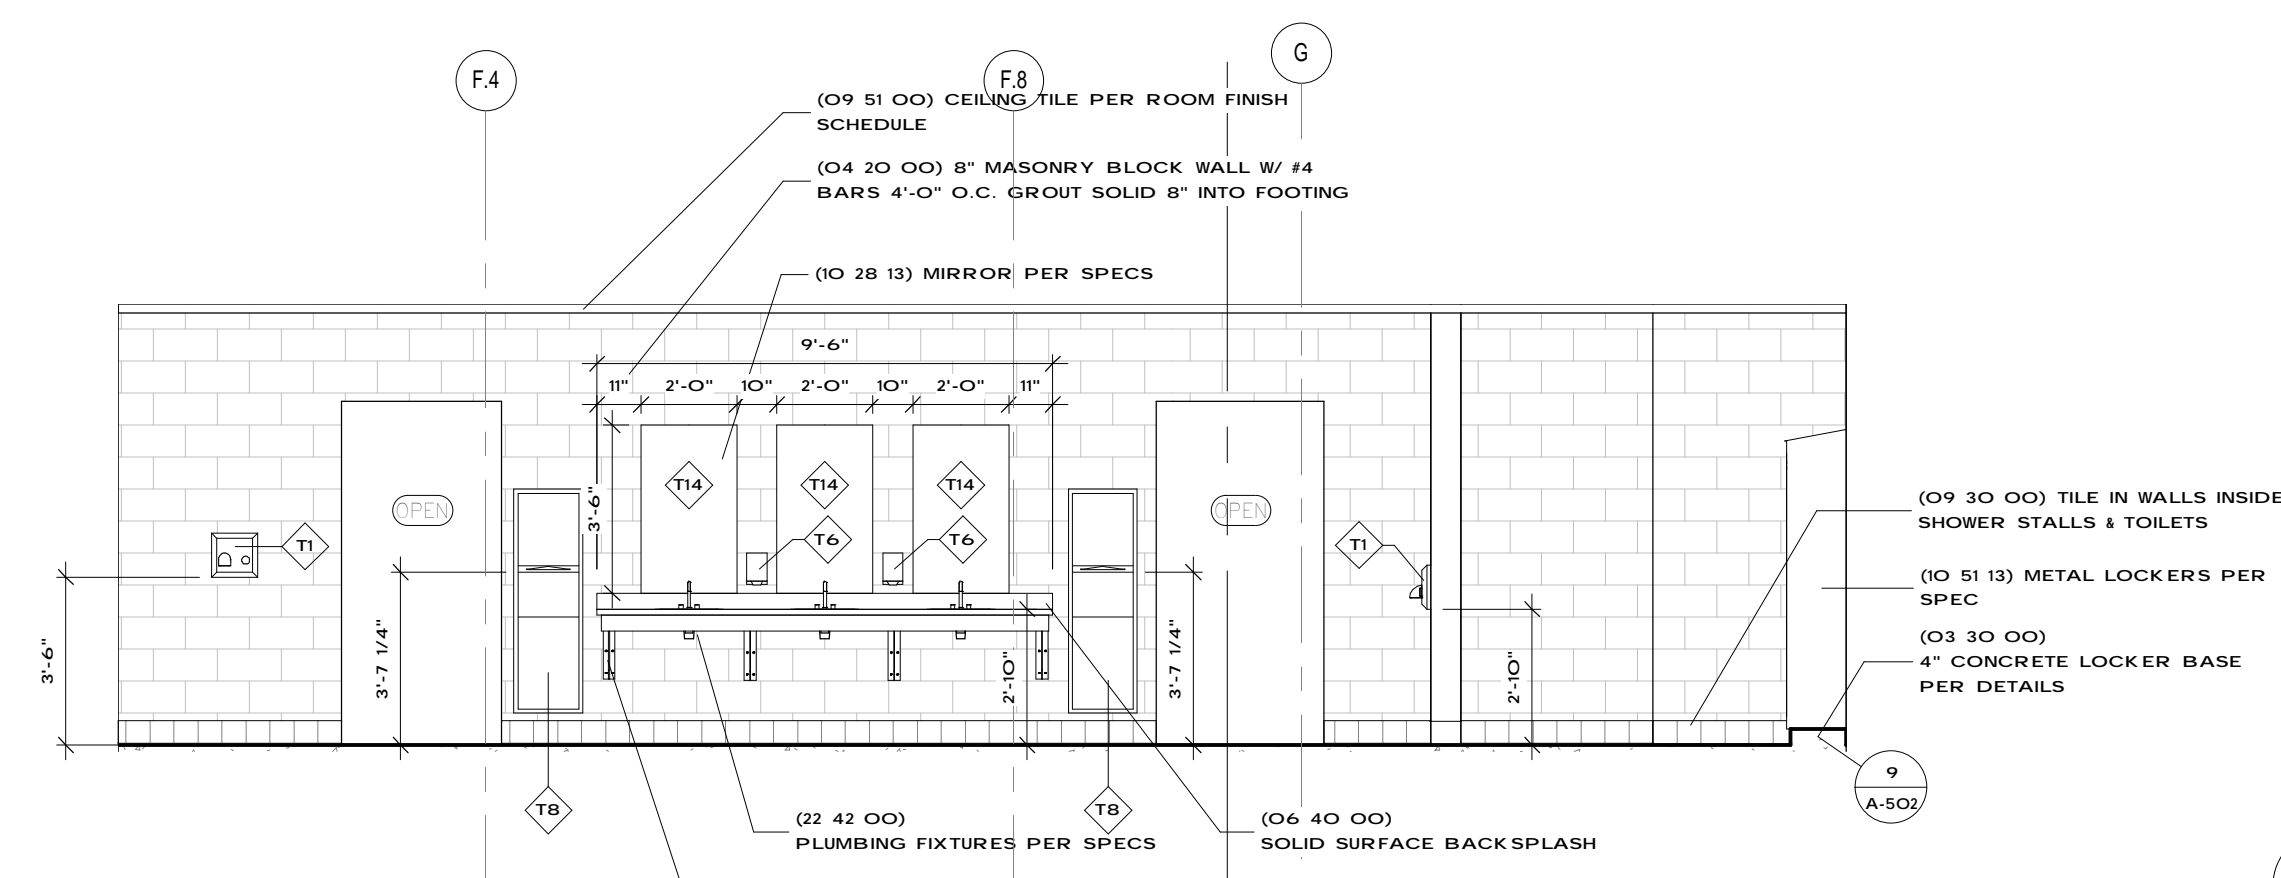 F.4
F.8
G
(09 51 00) CEILING TILE PER ROOM FINISH
SCHEDULE
(04 20 00) 8" MASONRY BLOCK WALL W/ #4
BARS 4'-0" O.C. GROUT SOLID 8" INTO FOOTING
(10 28 13) MIRROR PER SPECS
9'-6"
11" 2'-0" 10" 2'-0" 10" 2'-0" 11"
3'-6"
T14 T14 T14
OPEN OPEN
T6 T6
T1 T1
3'-6"
3'-7 1/4"
2'-10"
3'-7 1/4"
2'-10"
(09 30 00) TILE IN WALLS INSIDE
SHOWER STALLS & TOILETS
(10 51 13) METAL LOCKERS PER
SPEC
(03 30 00)
4" CONCRETE LOCKER BASE
PER DETAILS
9
A-502
T8 T8
(22 42 00)
PLUMBING FIXTURES PER SPECS
(06 40 00)
SOLID SURFACE BACKSPLASH